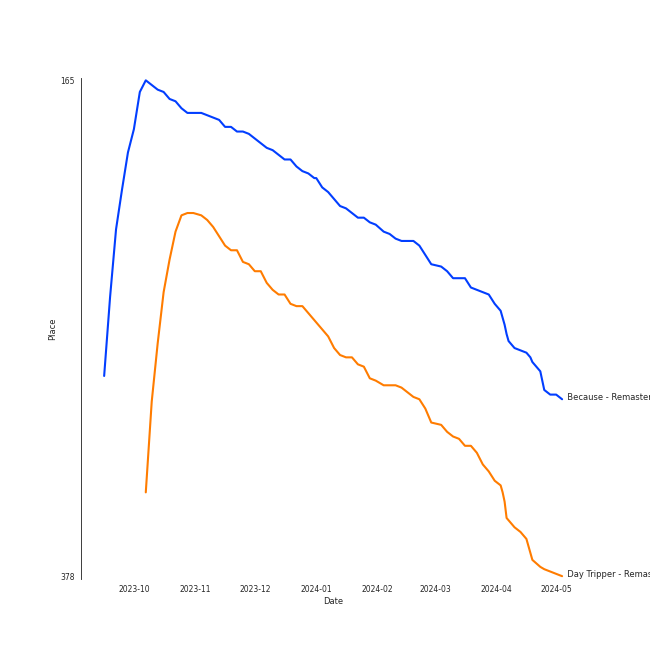 165
Place
Because - Remaster
Day Tripper - Remas
378
2023-10 2023-11 2023-12 2024-01 2024-02 2024-03 2024-04 2024-05
Date